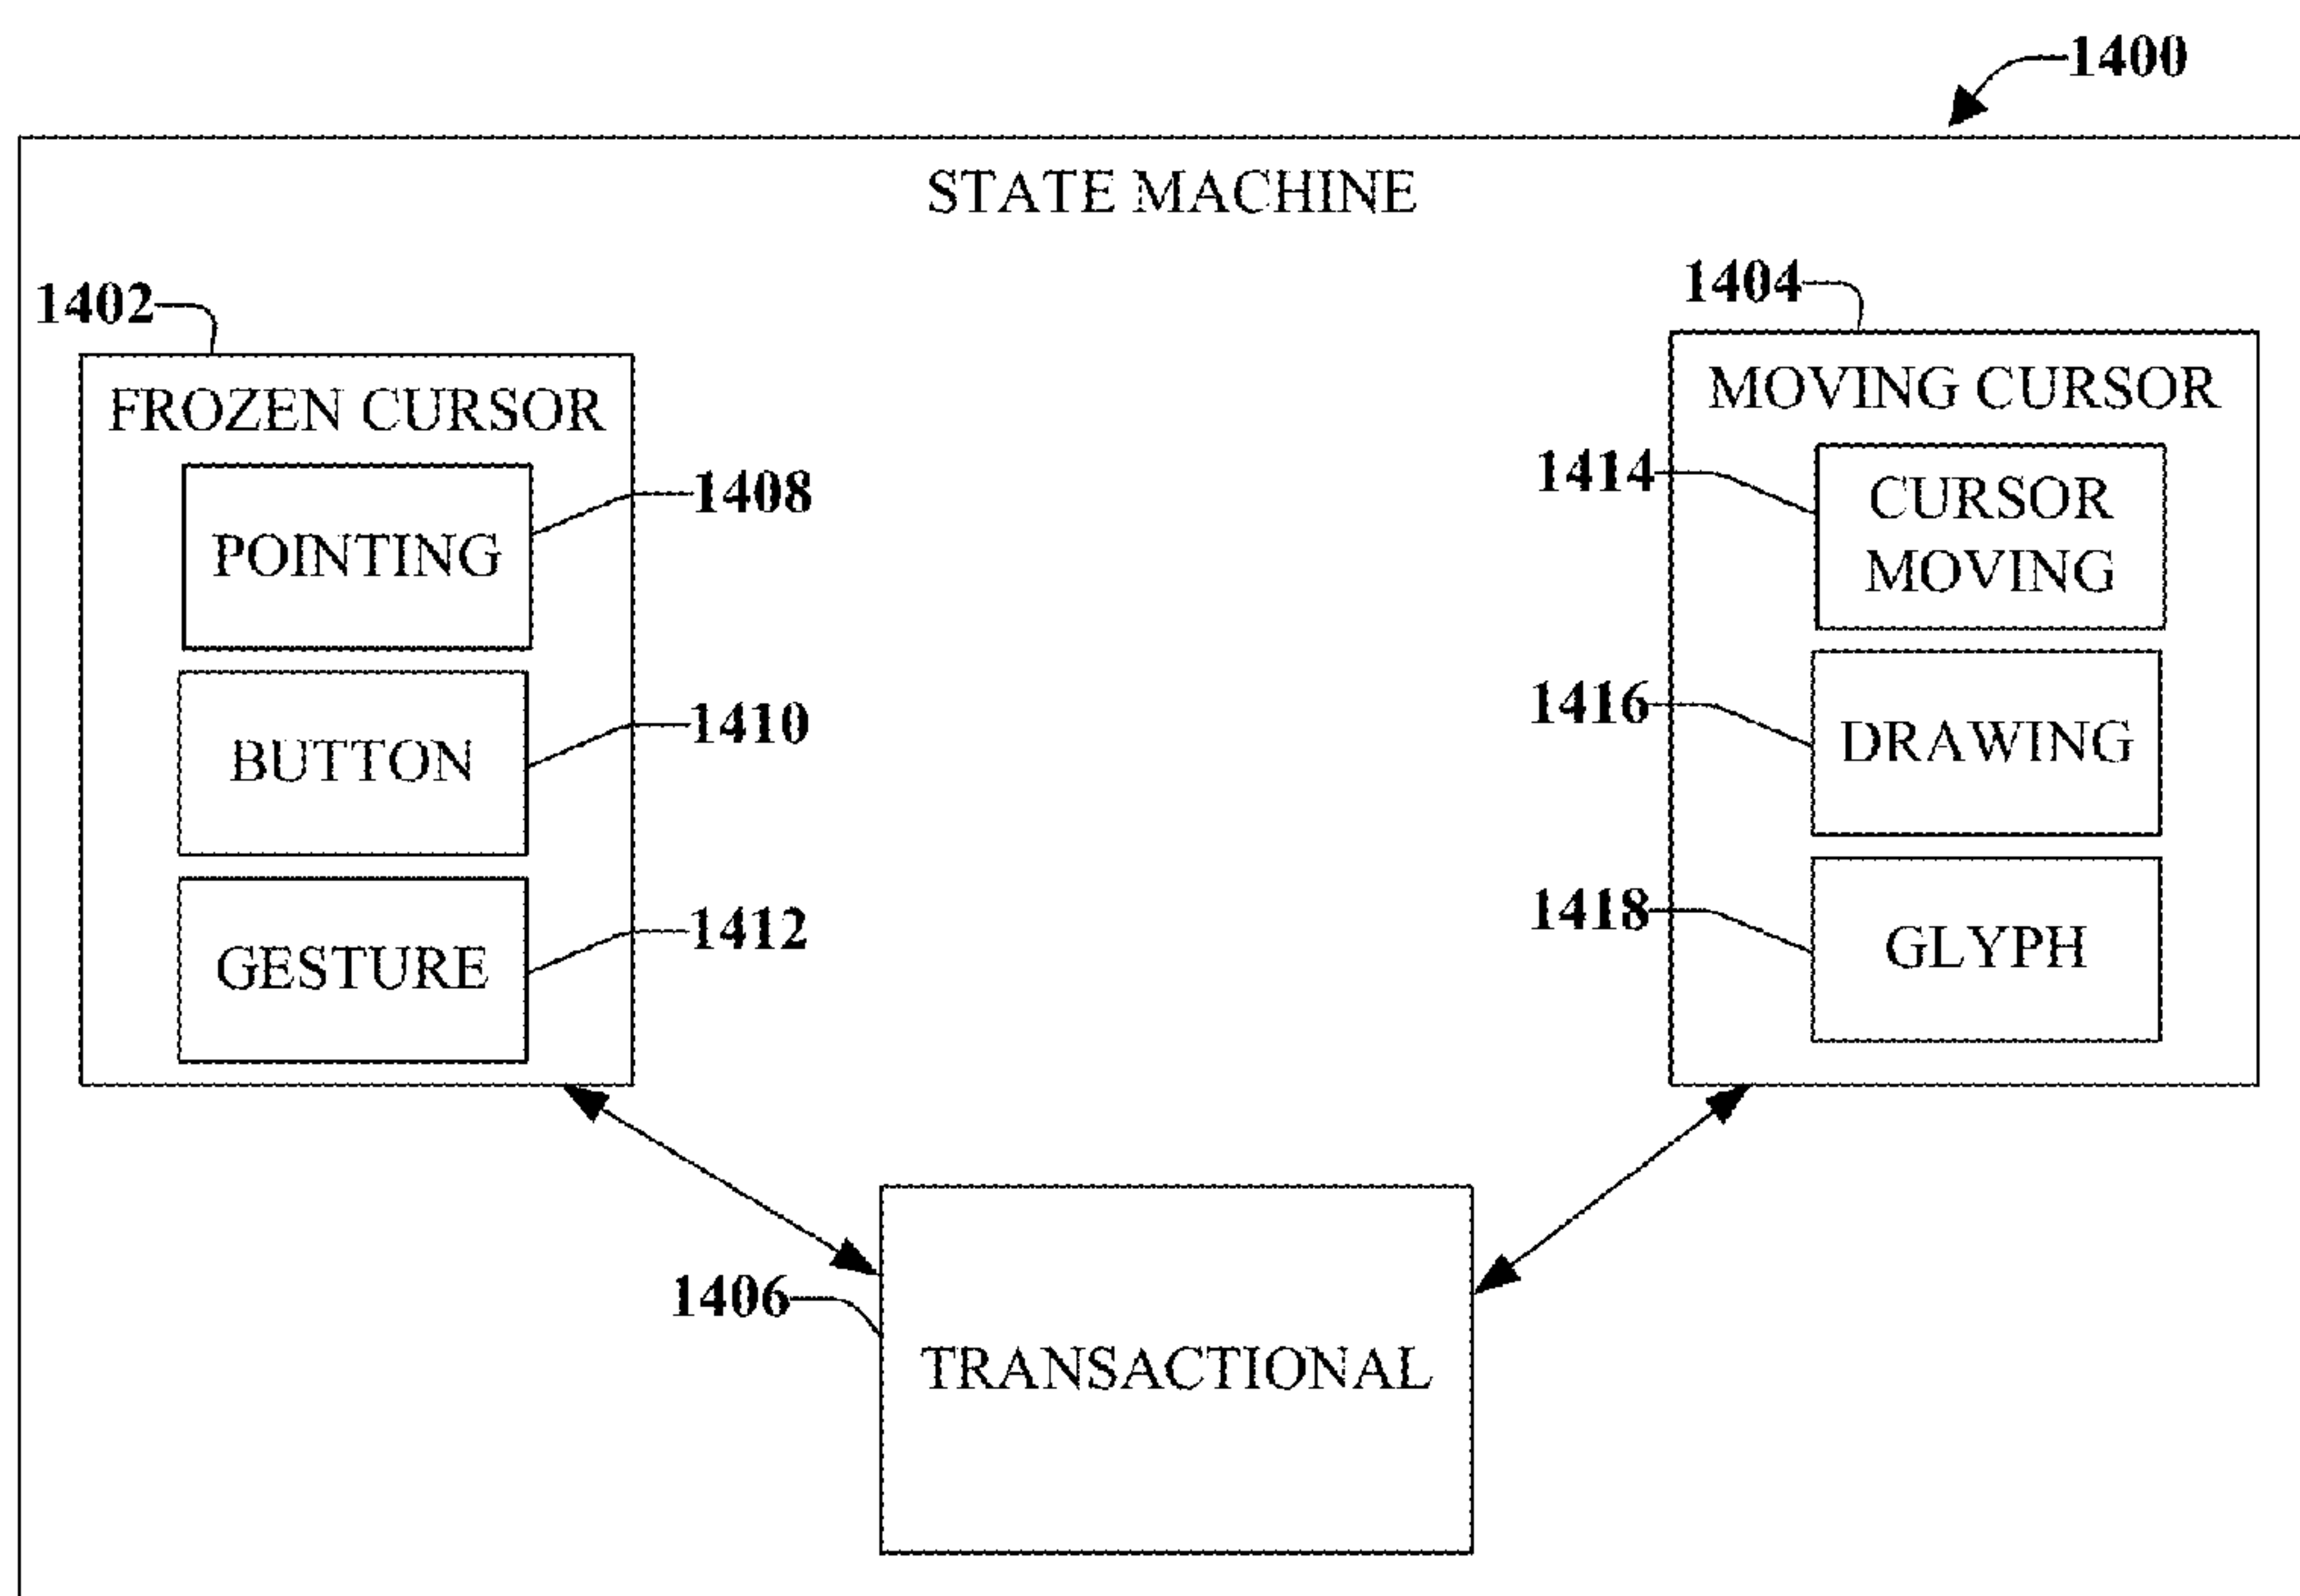 1400
STATE MACHINE
1402
FROZEN CURSOR
POINTING
1408
BUTTON
1410
GESTURE
1412
1404
MOVING CURSOR
1414
CURSOR
MOVING
1416
DRAWING
1418
GLYPH
1406
TRANSACTIONAL